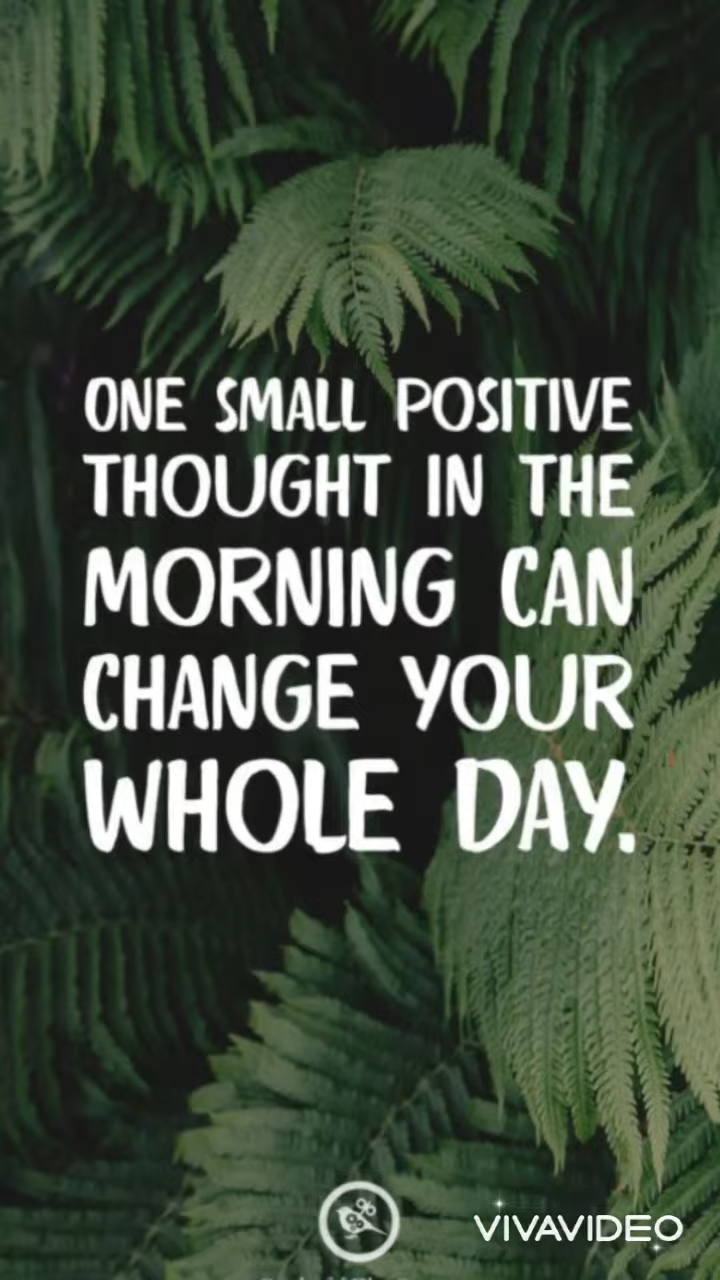 ONE SMALL POSITIVE
THOUGHT IN THE
MORNING CAN
CHANGE YOUR
WHOLE DAY.
VIVAVIDEO